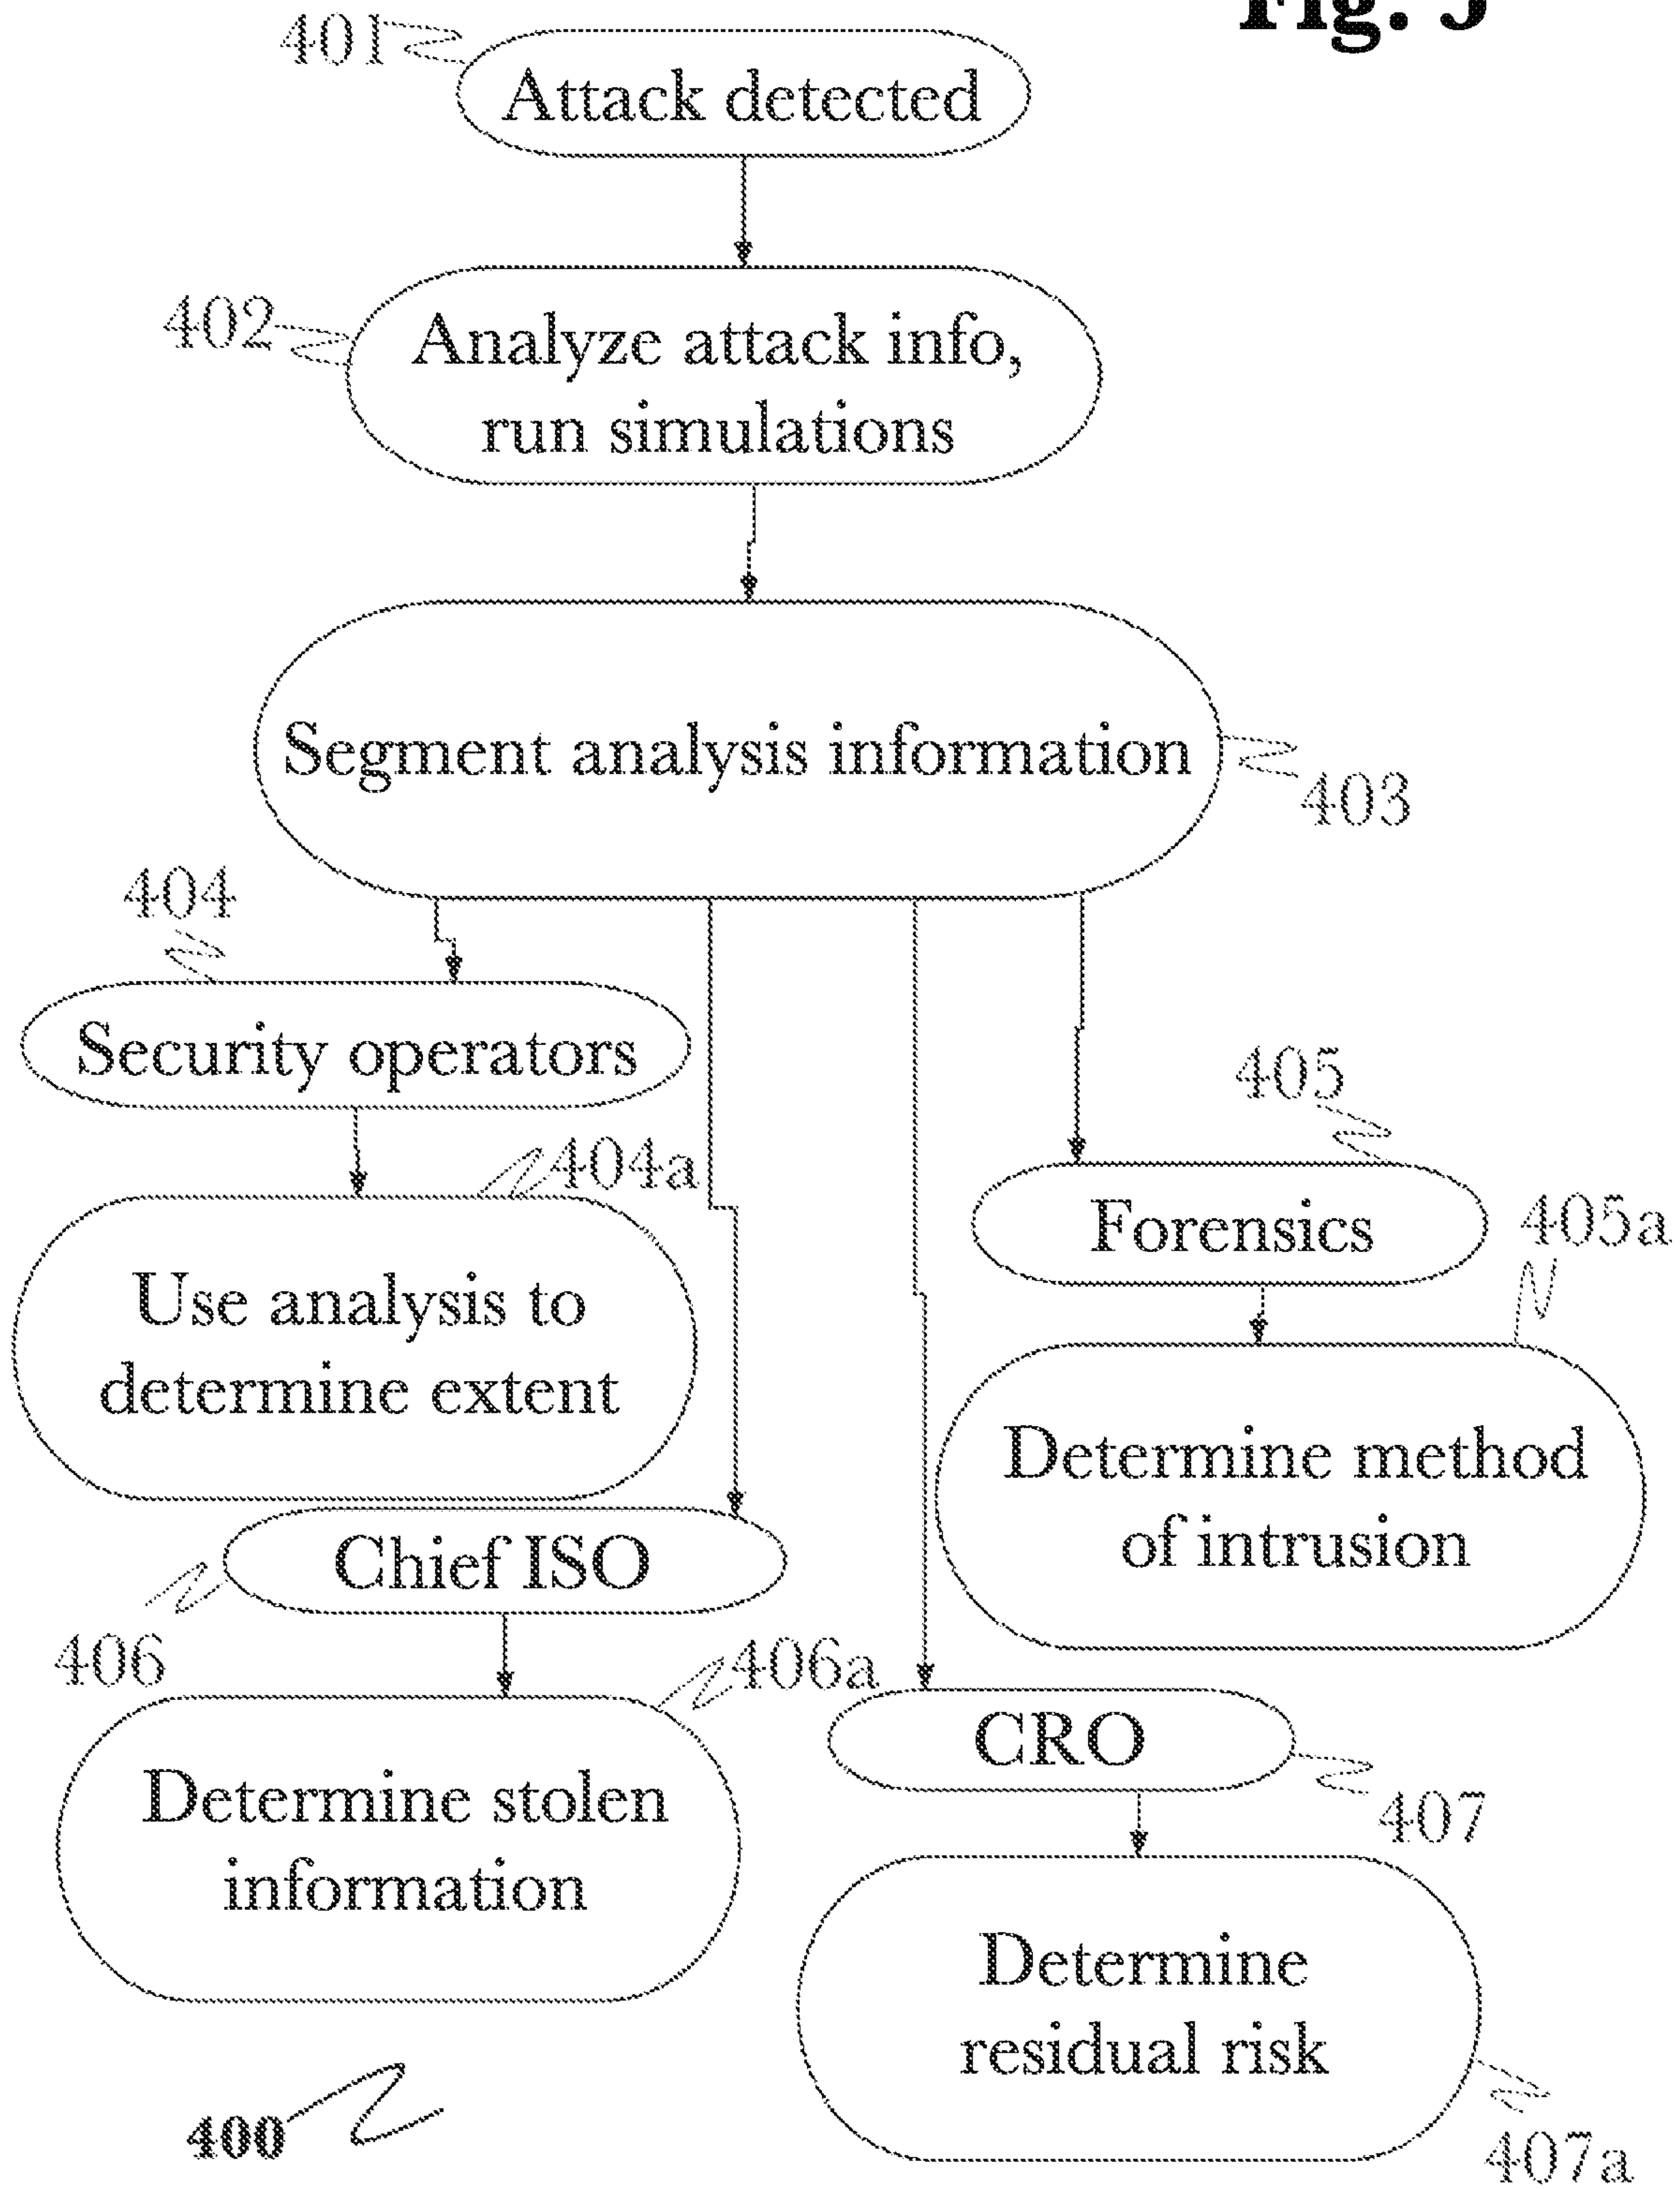 Fig.
401
Attack detected
402
Analyze attack info,
run simulations
Segment analysis information
403
404
Security operators
404a
Use analysis to
determine extent
405
Forensics
405a
Determine method
of intrusion
Chief ISO
406
406a
Determine stolen
information
CRO
407
Determine
residual risk
407a
400